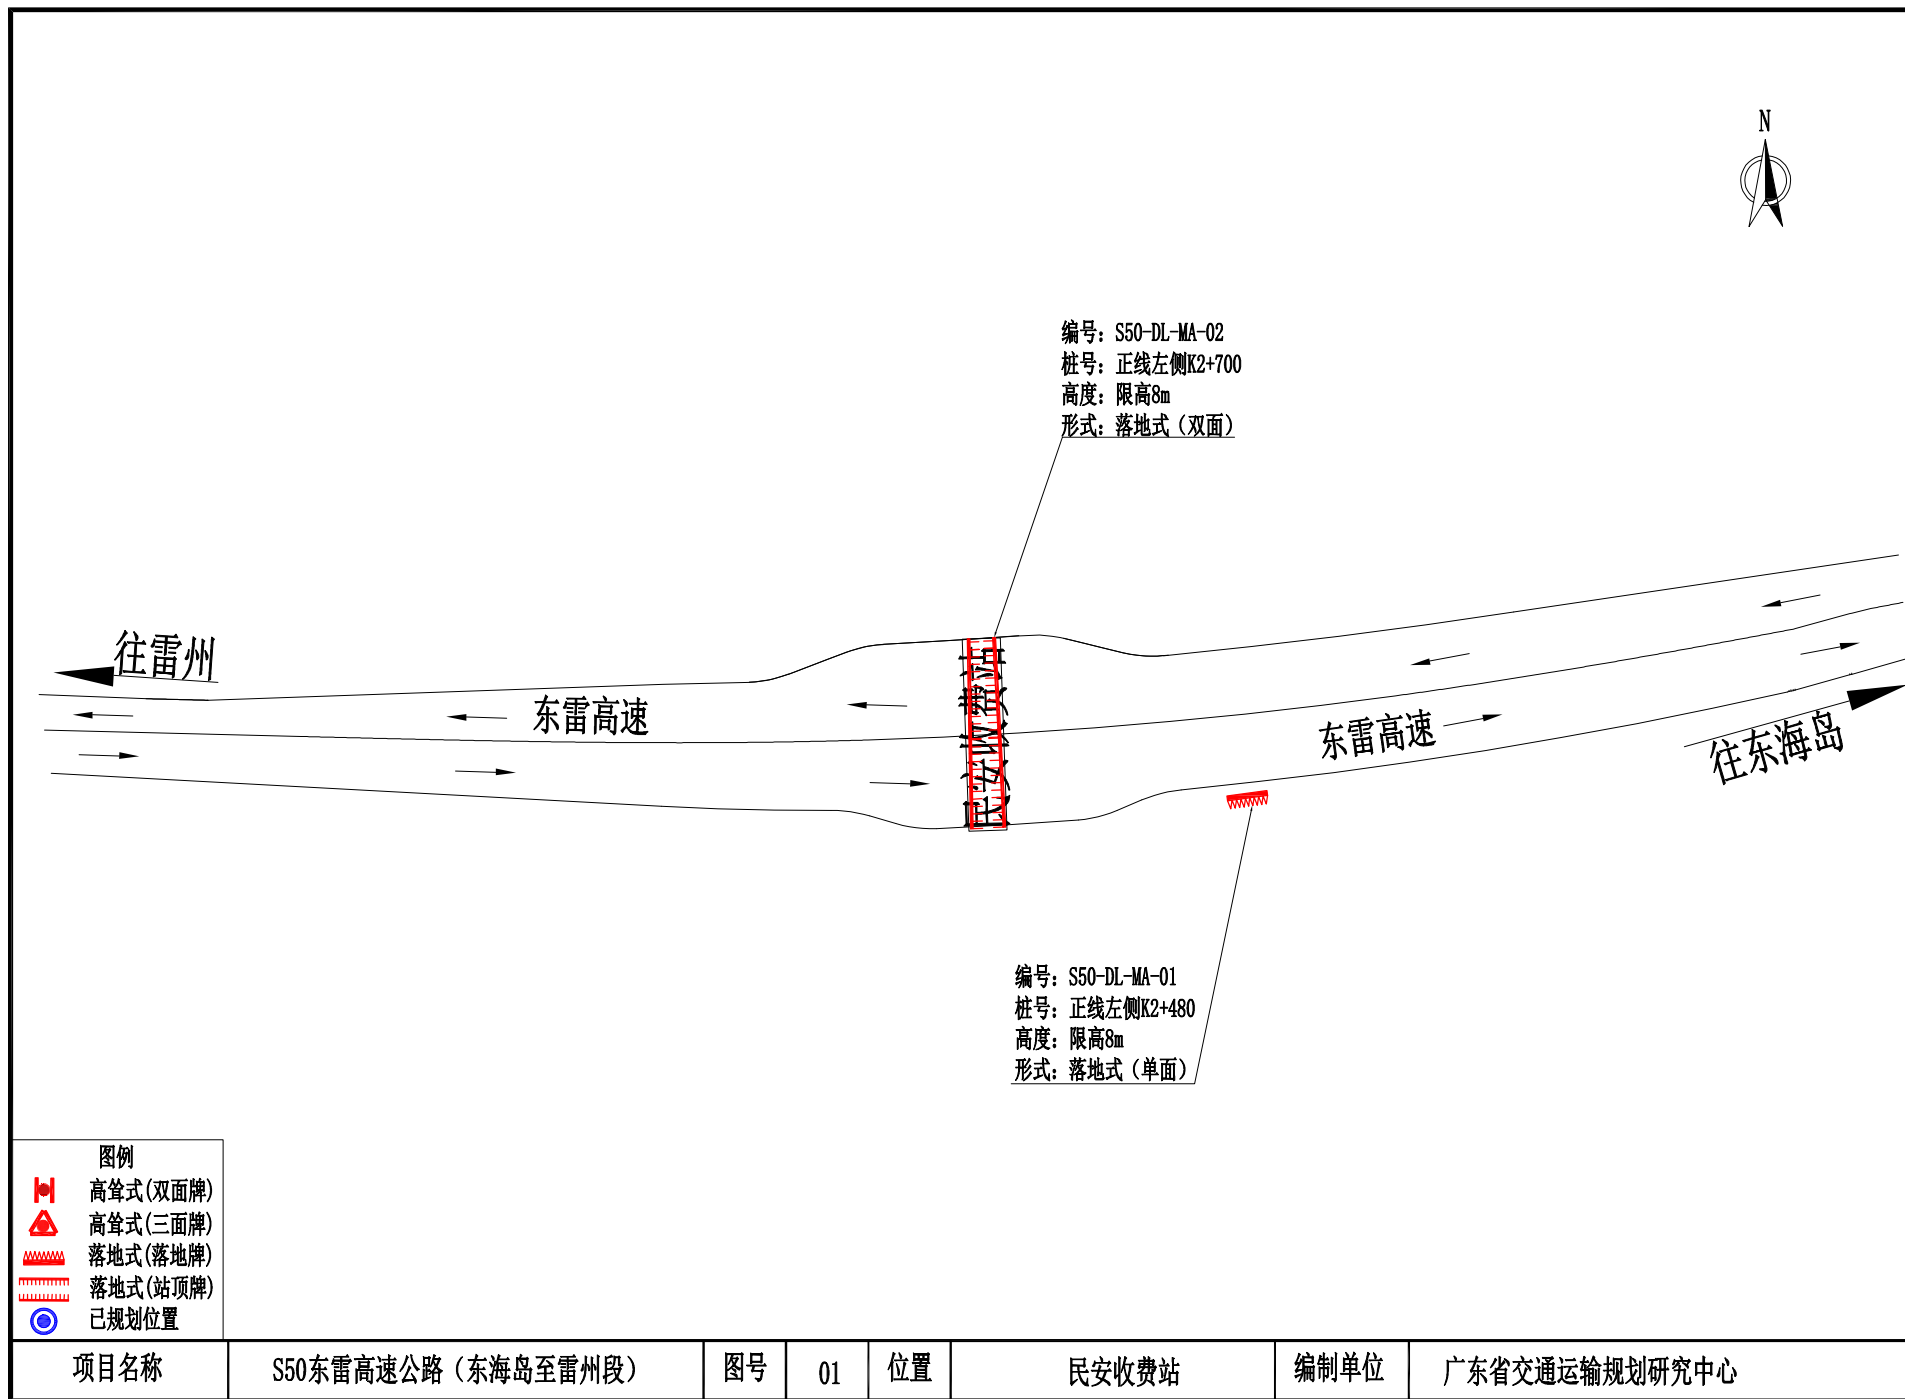 N
编号：S50-DL-MA-02
桩号：正线左侧K2+700
高度：限高8m
形式：落地式（双面）
往雷州
东雷高速
民安收费站
东雷高速
往东海岛
编号：S50-DL-MA-01
桩号：正线左侧K2+480
高度：限高8m
形式：落地式（单面）
图例
高耸式(双面牌)
高耸式(三面牌)
落地式(落地牌)
落地式(站顶牌)
已规划位置
项目名称 S50东雷高速公路（东海岛至雷州段） 图号 01 位置 民安收费站 编制单位 广东省交通运输规划研究中心